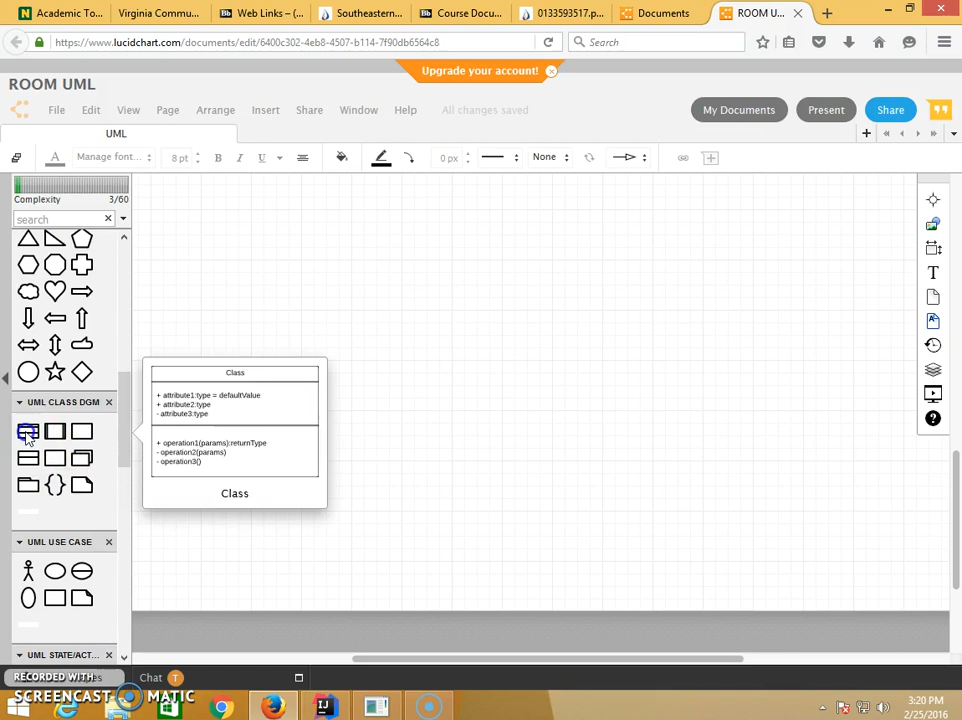 Academic To...
Virginia Commu...
Bb Web Links – (...
Southeastern...
Bb Course Docu...
0133593517.p...
Documents
ROOM U...
https://www.lucidchart.com/documents/edit/6400c302-4eb8-4507-b114-7f90db6564c8
Search
Upgrade your account!
ROOM UML
File Edit View Page Arrange Insert Share Window Help All changes saved
My Documents Present Share
UML
A Manage font... 8 pt B I U 0 px None
Complexity 3/60
search
T
A
UML CLASS DGM
Class
+ attribute1:type = defaultValue
+ attribute2:type
- attribute3:type
+ operation1(params):returnType
- operation2(params)
- operation3()
Class
UML USE CASE
UML STATE/ACT...
RECORDED WITH
SCREENCAST MATIC
Chat T
IJ
3:20 PM
2/25/2016